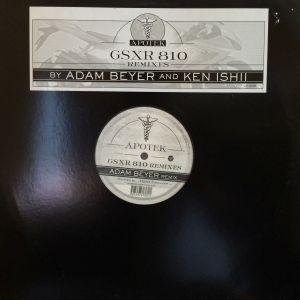 APOTEK
GSXR 810
REMIXES
BY ADAM BEYER AND KEN ISHII
APOTEK
GSXR 810 REMIXES
ADAM BEYER REMIX